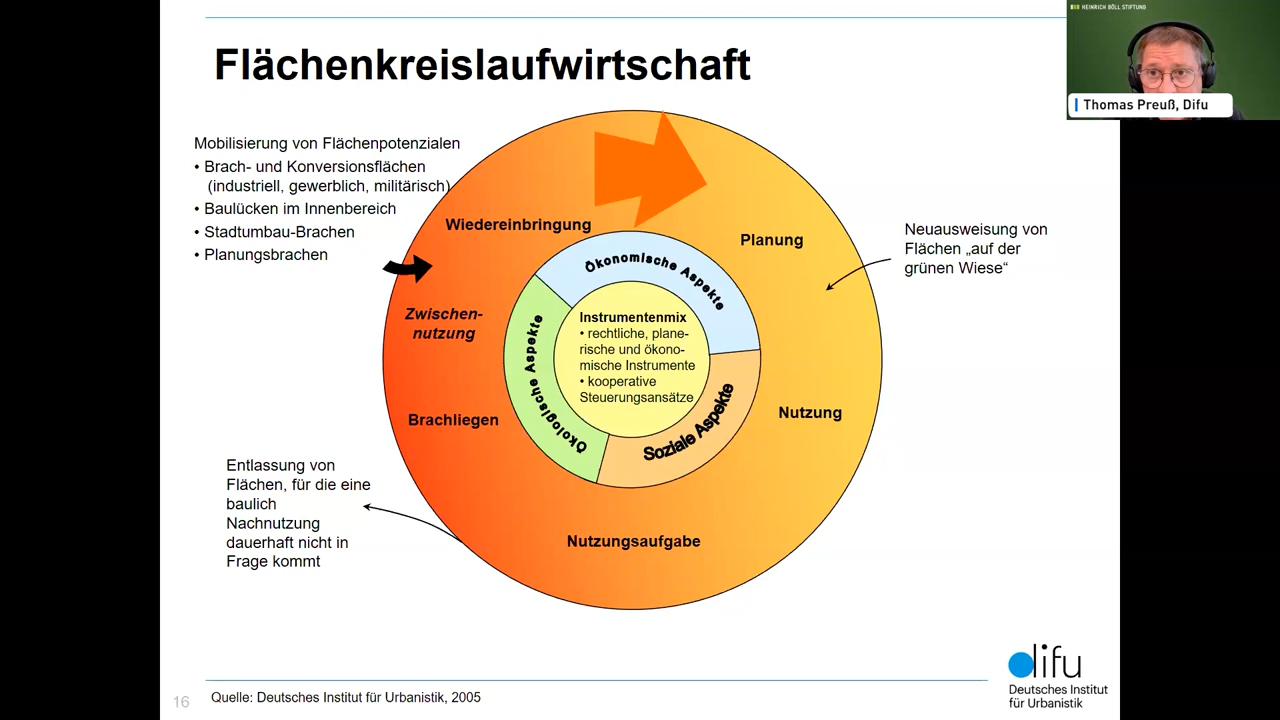 HEINRICH BÖLL STIFTUNG
Thomas Preuß, Difu
Flächenkreislaufwirtschaft
Mobilisierung von Flächenpotenzialen
• Brach- und Konversionsflächen
(industriell, gewerblich, militärisch)
• Baulücken im Innenbereich
• Stadtumbau-Brachen
• Planungsbrachen
Wiedereinbringung
Planung
Neuausweisung von
Flächen „auf der
grünen Wiese“
Ökonomische Aspekte
Zwischen-
nutzung
Ökologische Aspekte
Instrumentenmix
• rechtliche, plane-
rische und ökono-
mische Instrumente
• kooperative
Steuerungsansätze
Soziale Aspekte
Nutzung
Brachliegen
Entlassung von
Flächen, für die eine
baulich
Nachnutzung
dauerhaft nicht in
Frage kommt
Nutzungsaufgabe
difu
Deutsches Institut
für Urbanistik
16
Quelle: Deutsches Institut für Urbanistik, 2005